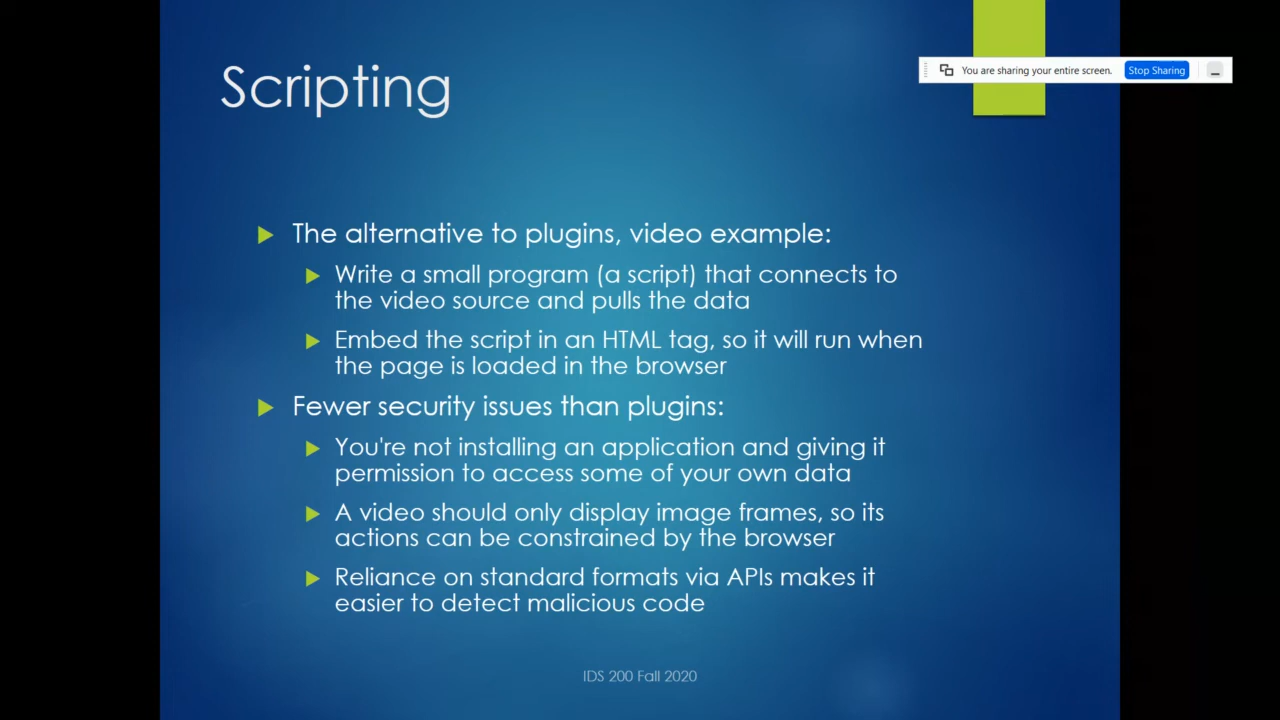 Scripting
You are sharing your entire screen.
Stop Sharing
The alternative to plugins, video example:
Write a small program (a script) that connects to
the video source and pulls the data
Embed the script in an HTML tag, so it will run when
the page is loaded in the browser
Fewer security issues than plugins:
You're not installing an application and giving it
permission to access some of your own data
A video should only display image frames, so its
actions can be constrained by the browser
Reliance on standard formats via APIs makes it
easier to detect malicious code
IDS 200 Fall 2020